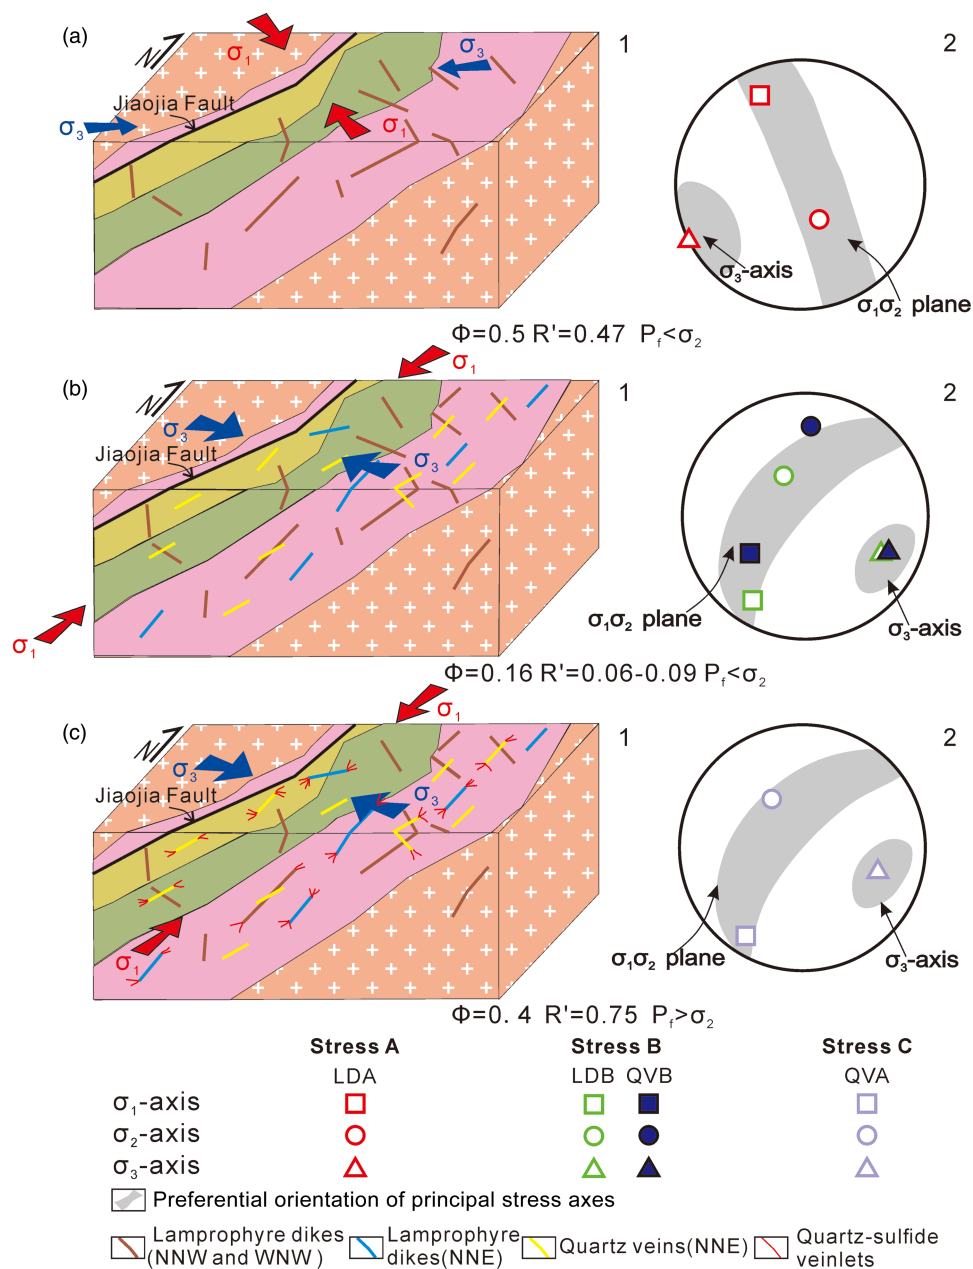 (a)
1
2
N
σ1
σ3
Jiaojia Fault
σ3
σ1
σ3-axis
σ1σ2 plane
Φ=0.5 R'=0.47 Pf<σ2
(b)
1
2
N
σ1
σ3
Jiaojia Fault
σ3
σ1
σ1σ2 plane
σ3-axis
Φ=0.16 R'=0.06-0.09 Pf<σ2
(c)
1
2
N
σ1
σ3
Jiaojia Fault
σ3
σ1
σ1σ2 plane
σ3-axis
Φ=0.4 R'=0.75 Pf>σ2
Stress A Stress B Stress C
LDA LDB QVB QVA
σ1-axis
σ2-axis
σ3-axis
Preferential orientation of principal stress axes
Lamprophyre dikes
(NNW and WNW)
Lamprophyre
dikes(NNE)
Quartz veins(NNE)
Quartz-sulfide
veinlets